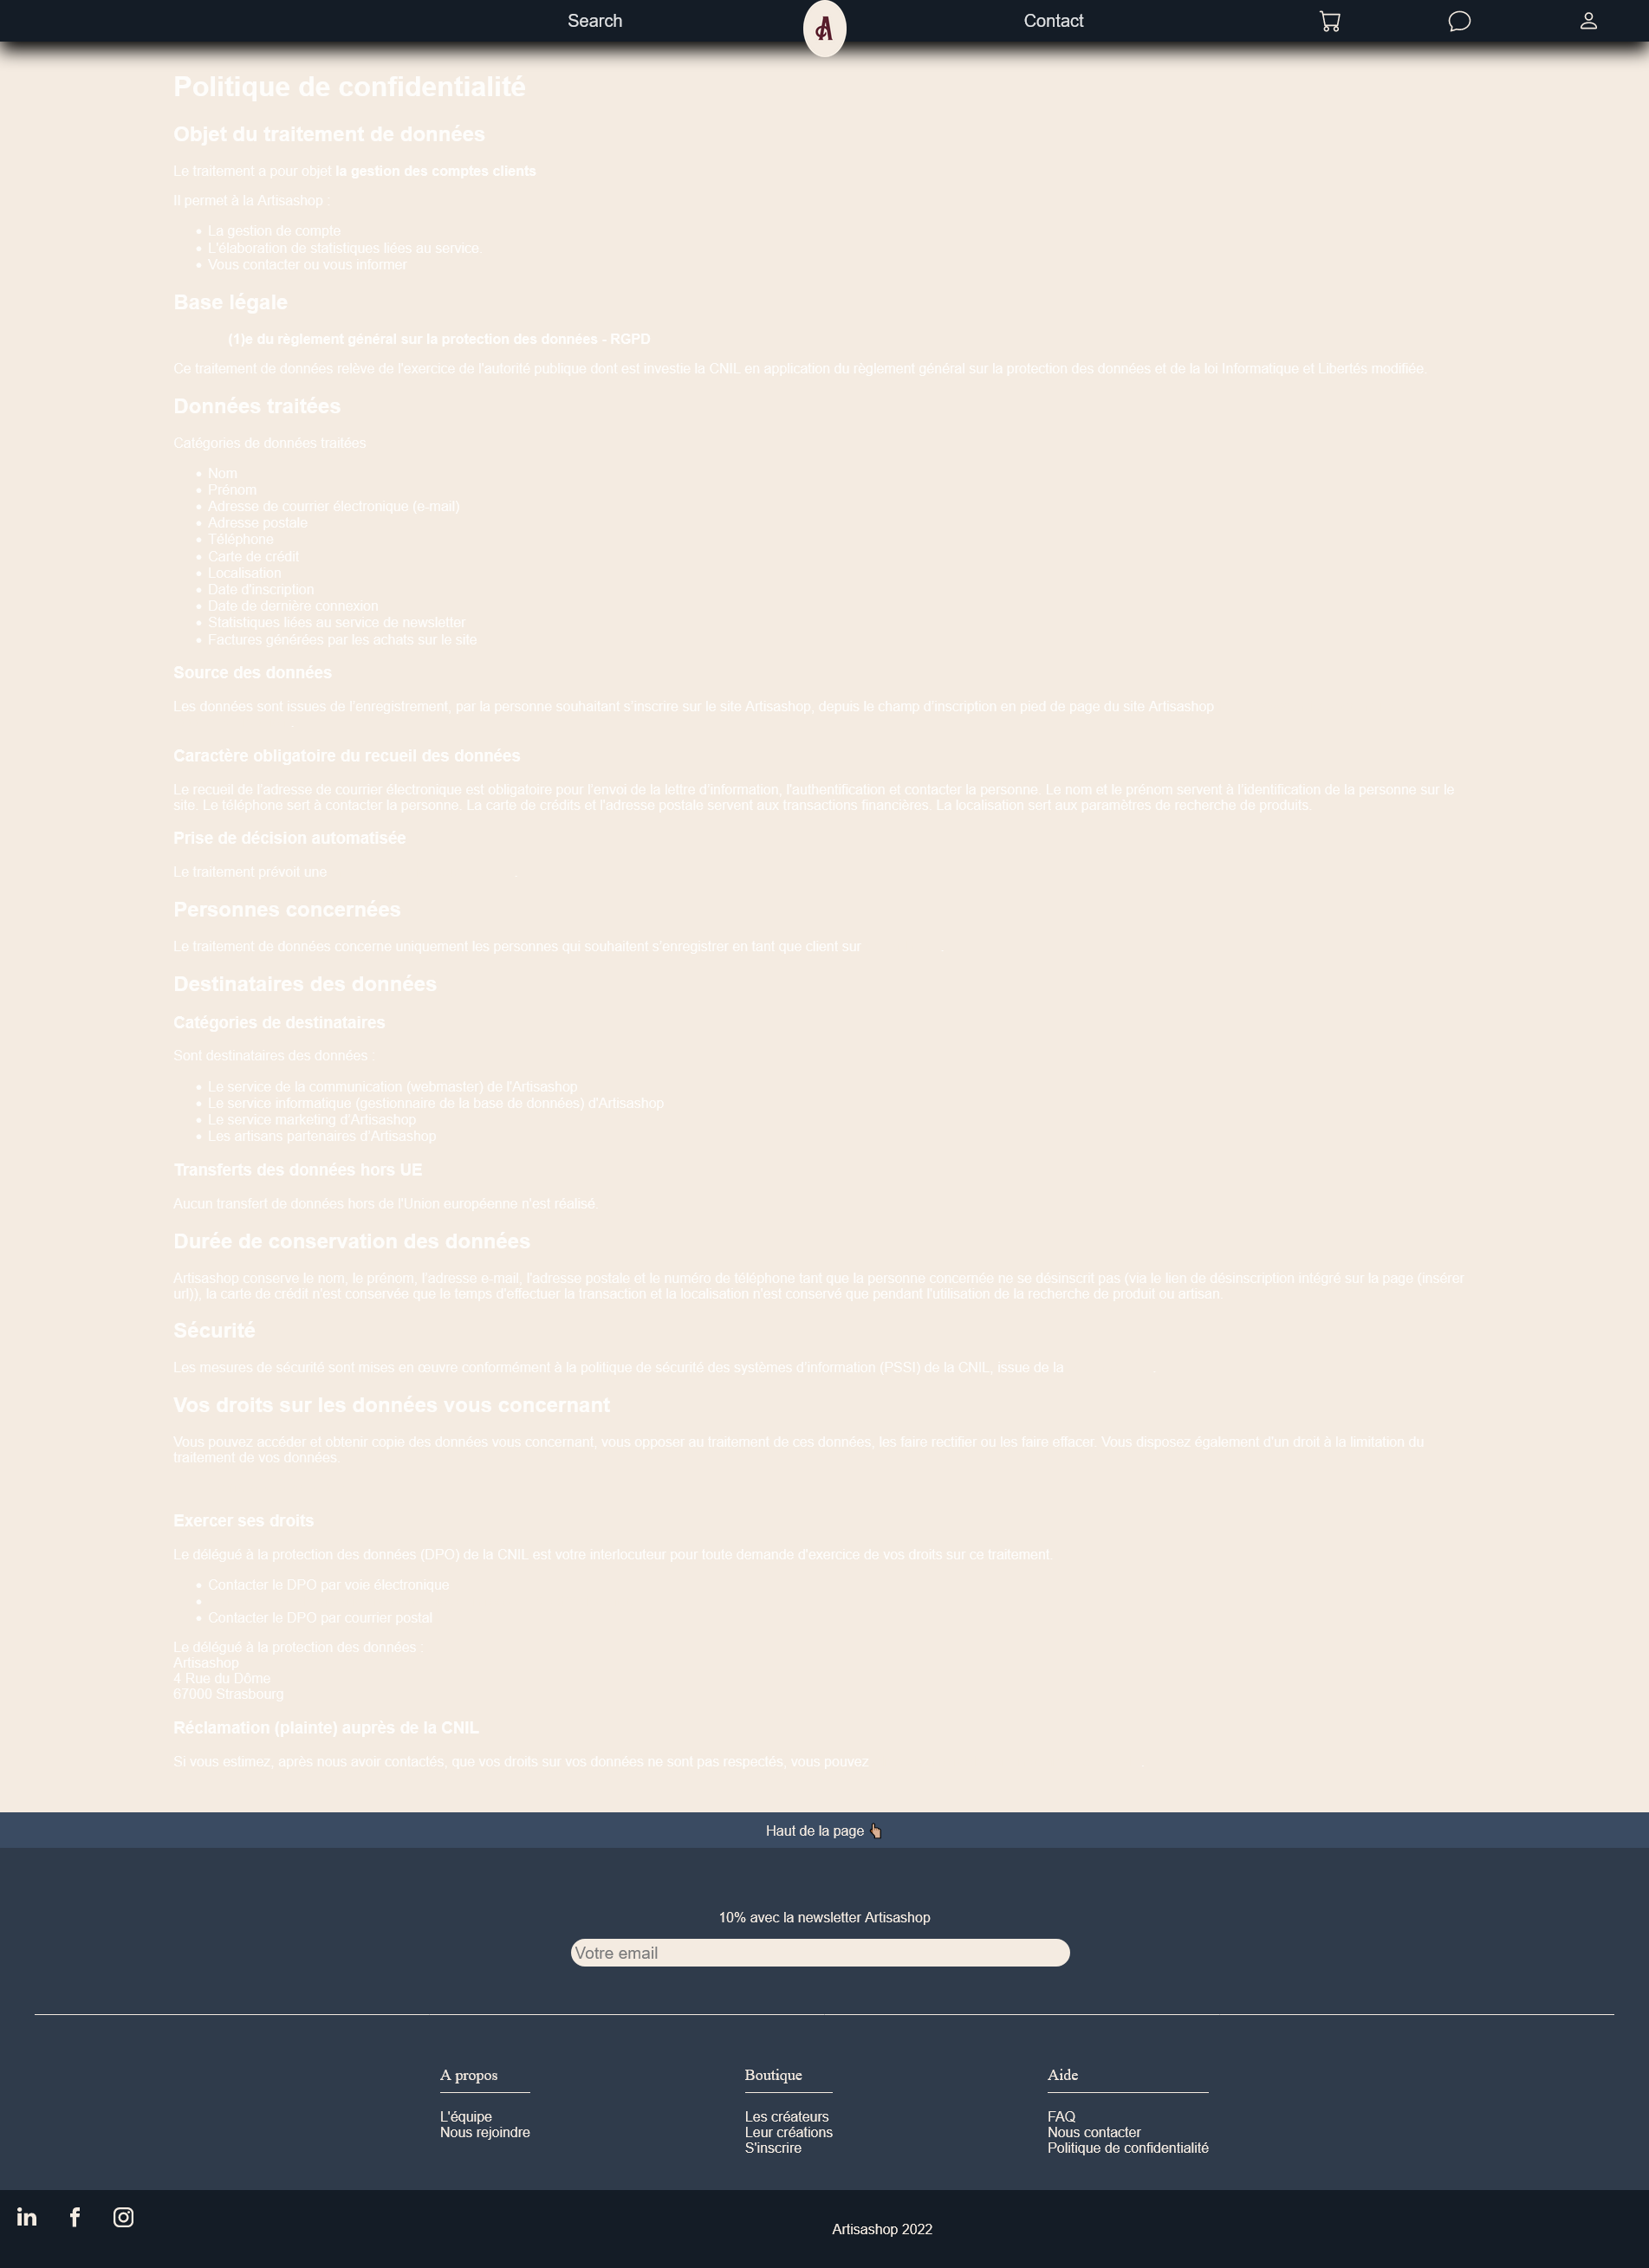 Search
Contact
Politique de confidentialité
Objet du traitement de données
Le traitement a pour objet la gestion des comptes clients
Il permet à la Artisashop
La gestion de compte
L'élaboration de statistiques liées au service.
Vous contacter ou vous informer
Base légale
(1)e du règlement général sur la protection des données - RGPD
Ce traitement de données relève de l'exercice de l'autorité publique dont est investie la CNIL en application du règlement général sur la protection des données et de la loi Informatique et Libertés modifiée
Données traitées
Catégories de données traitées
Nom
Prénom
Adresse de courrier électronique (e-mail)
Adresse postale
Téléphone
Carte de crédit
Localisation
Date d'inscription
Date de dernière connexion
Statistiques liées au service de newsletter
Factures générées par les achats sur le site
Source des données
Les données sont issues de l'enregistrement, par la personne souhaitant s'inscrire sur le site Artisashop, depuis le champ d'inscription en pied de page du site Artisashop
Caractère obligatoire du recueil des données
Le recueil de l'adresse de courrier électronique est obligatoire pour l'envoi de la lettre d'information, l'authentification et contacter la personne. Le nom et le prénom servent à l'identification de la personne sur le
site. Le téléphone sert à contacter la personne. La carte de crédits et l'adresse postale servent aux transactions financières. La localisation sert aux paramètres de recherche de produits.
Prise de décision automatisée
Le traitement prévoit une
Personnes concernées
Le traitement de données concerne uniquement les personnes qui souhaitent s'enregistrer en tant que client sur
Destinataires des données
Catégories de destinataires
Sont destinataires des données
Le service de la communication (webmaster) de l'Artisashop
Le service informatique (gestionnaire de la base de données) d'Artisashop
Le service marketing d'Artisashop
Les artisans partenaires d'Artisashop
Transferts des données hors UE
Aucun transfert de données hors de l'Union européenne n'est réalisé.
Durée de conservation des données
Artisashop conserve le nom, le prénom, l'adresse e-mail, l'adresse postale et le numéro de téléphone tant que la personne concernée ne se désinscrit pas (via le lien de désinscription intégré sur la page (insérer
url)), la carte de crédit n'est conservée que le temps d'effectuer la transaction et la localisation n'est conservé que pendant l'utilisation de la recherche de produit ou artisan.
Sécurité
Les mesures de sécurité sont mises en œuvre conformément à la politique de sécurité des systèmes d'information (PSSI) de la CNIL, issue de la
Vos droits sur les données vous concernant
Vous pouvez accéder et obtenir copie des données vous concernant, vous opposer au traitement de ces données, les faire rectifier ou les faire effacer. Vous disposez également d'un droit à la limitation du
traitement de vos données.
Exercer ses droits
Le délégué à la protection des données (DPO) de la CNIL est votre interlocuteur pour toute demande d'exercice de vos droits sur ce traitement.
Contacter le DPO par voie électronique
Contacter le DPO par courrier postal
Le délégué à la protection des données
Artisashop
4 Rue du Dôme
67000 Strasbourg
Réclamation (plainte) auprès de la CNIL
Si vous estimez, après nous avoir contactés, que vos droits sur vos données ne sont pas respectés, vous pouvez
Haut de la page
10% avec la newsletter Artisashop
Votre email
A propos
L'équipe
Nous rejoindre
Boutique
Les créateurs
Leur créations
S'inscrire
Aide
FAQ
Nous contacter
Politique de confidentialité
Artisashop 2022